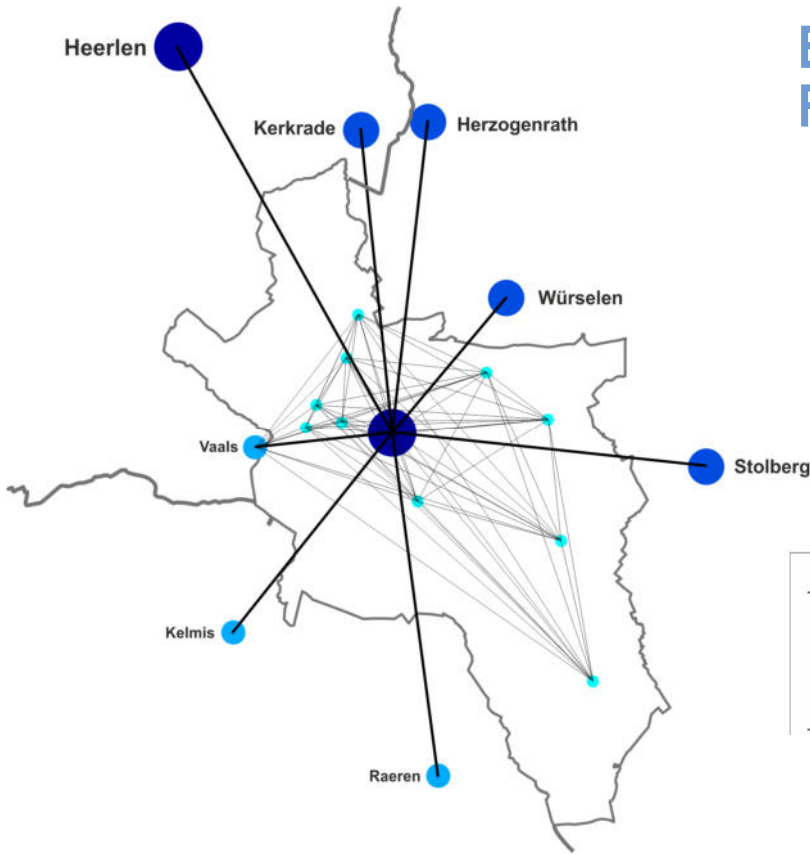 Heerlen
Kerkrade
Herzogenrath
Würselen
Vaals
Stolberg
Kelmis
Raeren